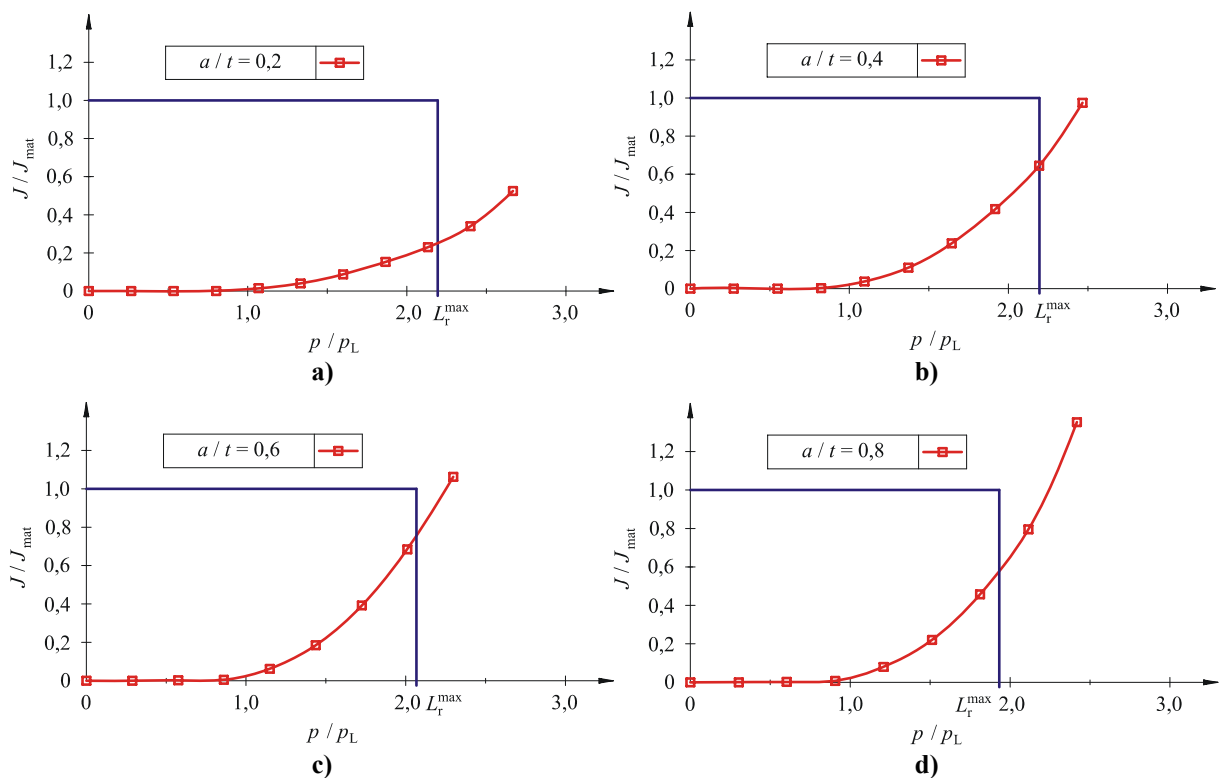 a / t = 0,2
1,2
1,0
0,8
0,6
0,4
0,2
0
J / J_mat
0
1,0
2,0
L_r^max
3,0
p / p_L
a)
a / t = 0,4
1,2
1,0
0,8
0,6
0,4
0,2
0
J / J_mat
0
1,0
2,0
L_r^max
3,0
p / p_L
b)
a / t = 0,6
1,2
1,0
0,8
0,6
0,4
0,2
0
J / J_mat
0
1,0
2,0
L_r^max
3,0
p / p_L
c)
a / t = 0,8
1,2
1,0
0,8
0,6
0,4
0,2
0
J / J_mat
0
1,0
L_r^max
2,0
3,0
p / p_L
d)